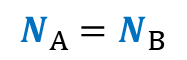 N_A = N_B